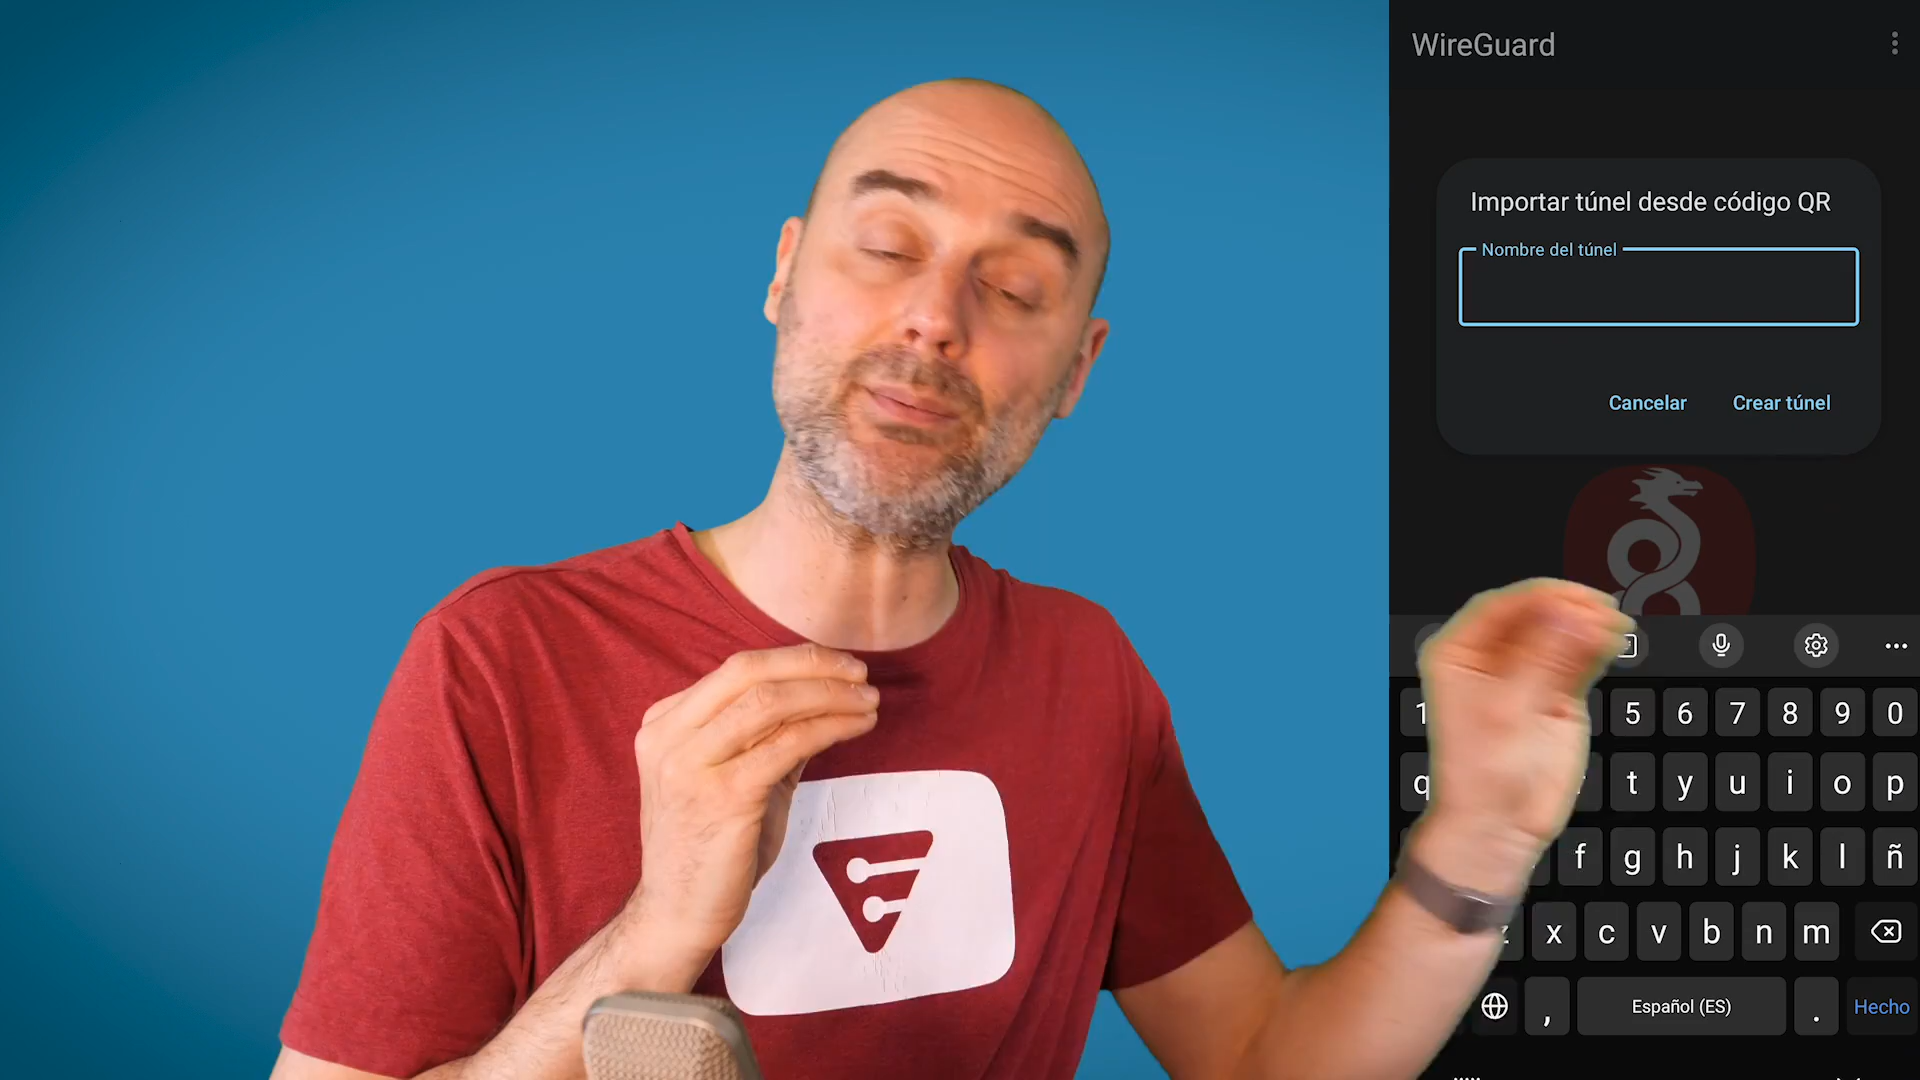 WireGuard
Importar túnel desde código QR
Nombre del túnel
Cancelar
Crear túnel
1 5 6 7 8 9 0
q t y u i o p
f g h j k l ñ
z x c v b n m
, Español (ES) . Hecho